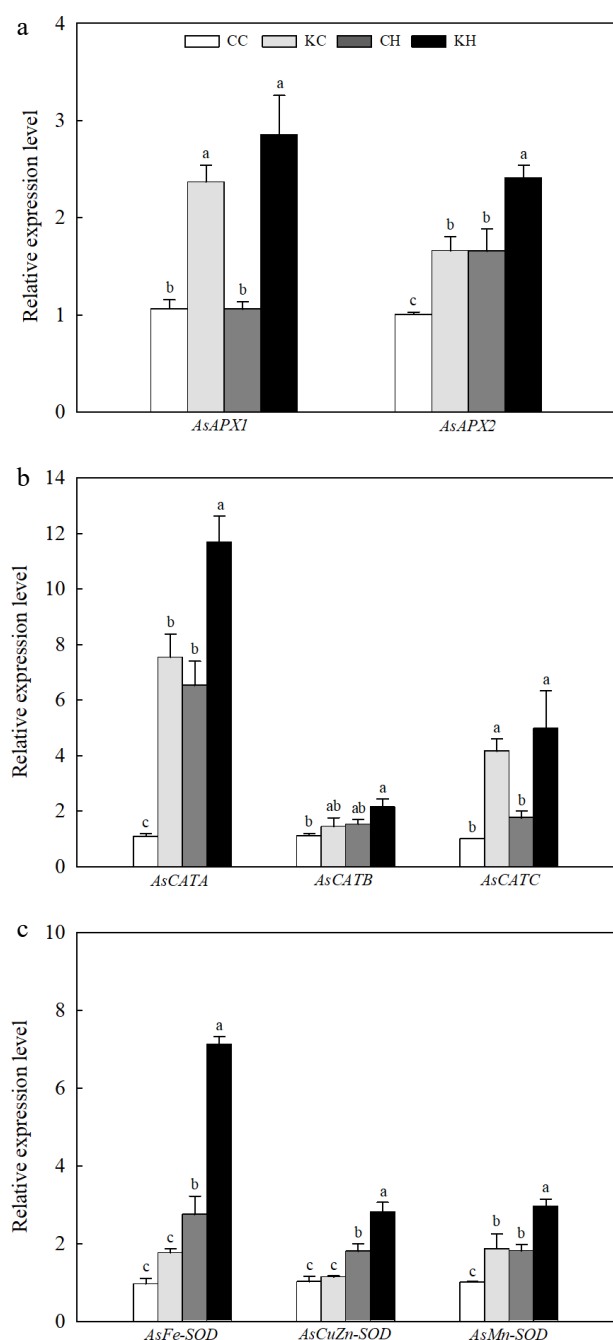 a
4
CC KC CH KH
a
a
3
a
b b
2
b b
c
1
0
Relative expression level
AsAPX1 AsAPX2
b
14
a
12
10
b
b
8
a
6
a
4
a
ab ab
b
2
c
b
b
0
Relative expression level
AsCATA AsCATB AsCATC
c
10
8
a
6
4
b
a
a
b
b b
2
c c
c c
c
0
Relative expression level
AsFe-SOD AsCuZn-SOD AsMn-SOD